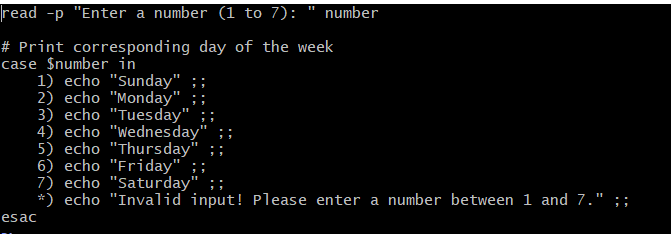 read -p "Enter a number (1 to 7): " number

# Print corresponding day of the week
case $number in
    1) echo "Sunday" ;;
    2) echo "Monday" ;;
    3) echo "Tuesday" ;;
    4) echo "Wednesday" ;;
    5) echo "Thursday" ;;
    6) echo "Friday" ;;
    7) echo "Saturday" ;;
    *) echo "Invalid input! Please enter a number between 1 and 7." ;;
esac